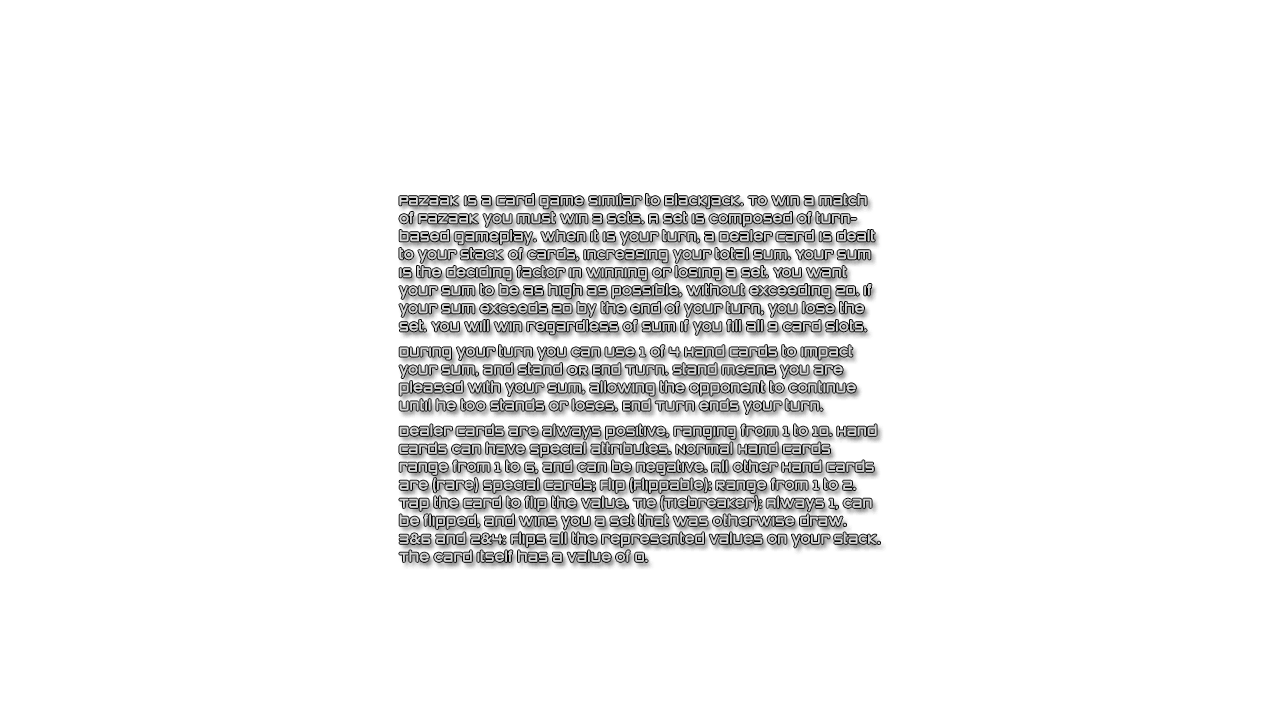 Pazaak is a card game similar to Blackjack. To win a match
of Pazaak you must win 3 sets. A set is composed of turn-
based gameplay. When it is your turn, a Dealer Card is dealt
to your stack of cards, increasing your total sum. Your sum
is the deciding factor in winning or losing a set. You want
your sum to be as high as possible, without exceeding 20. If
your sum exceeds 20 by the end of your turn, you lose the
set. You will win regardless of sum if you fill all 9 card slots.
During your turn you can use 1 of 4 Hand Cards to impact
your sum, and Stand OR End Turn. Stand means you are
pleased with your sum, allowing the opponent to continue
until he too stands or loses. End Turn ends your turn.
Dealer Cards are always positive, ranging from 1 to 10. Hand
Cards can have special attributes. Normal Hand Cards
range from 1 to 6, and can be negative. All other Hand Cards
are (rare) special cards; Flip (Flippable): Range from 1 to 2.
Tap the card to flip the value. Tie (Tiebreaker): Always 1, can
be flipped, and wins you a set that was otherwise draw.
3&6 and 2&4: Flips all the represented values on your stack.
The card itself has a value of 0.